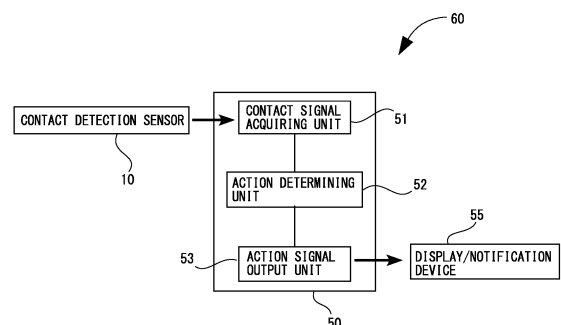 60
CONTACT SIGNAL
ACQUIRING UNIT
51
CONTACT DETECTION SENSOR
10
ACTION DETERMINING
UNIT
52
55
53
ACTION SIGNAL
OUTPUT UNIT
DISPLAY/NOTIFICATION
DEVICE
50